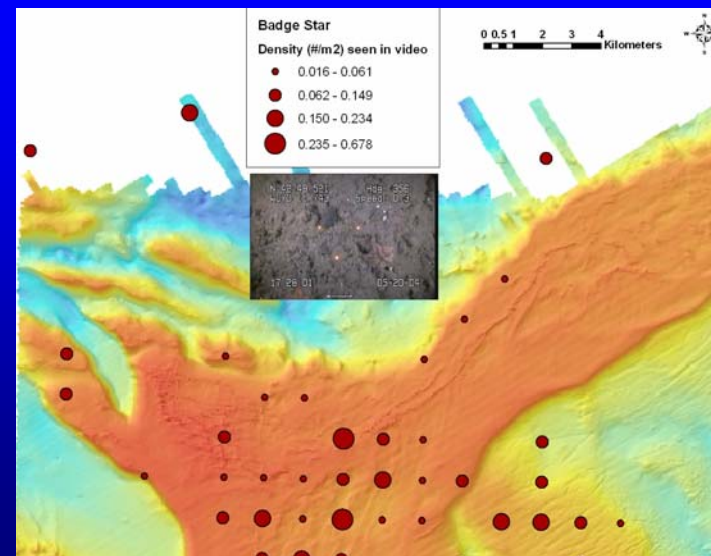 Badge Star
Density (#/m2) seen in video
0.016 - 0.061
0.062 - 0.149
0.150 - 0.234
0.235 - 0.678
0 0.5 1 2 3 4
Kilometers
17:28:01 05-20-04